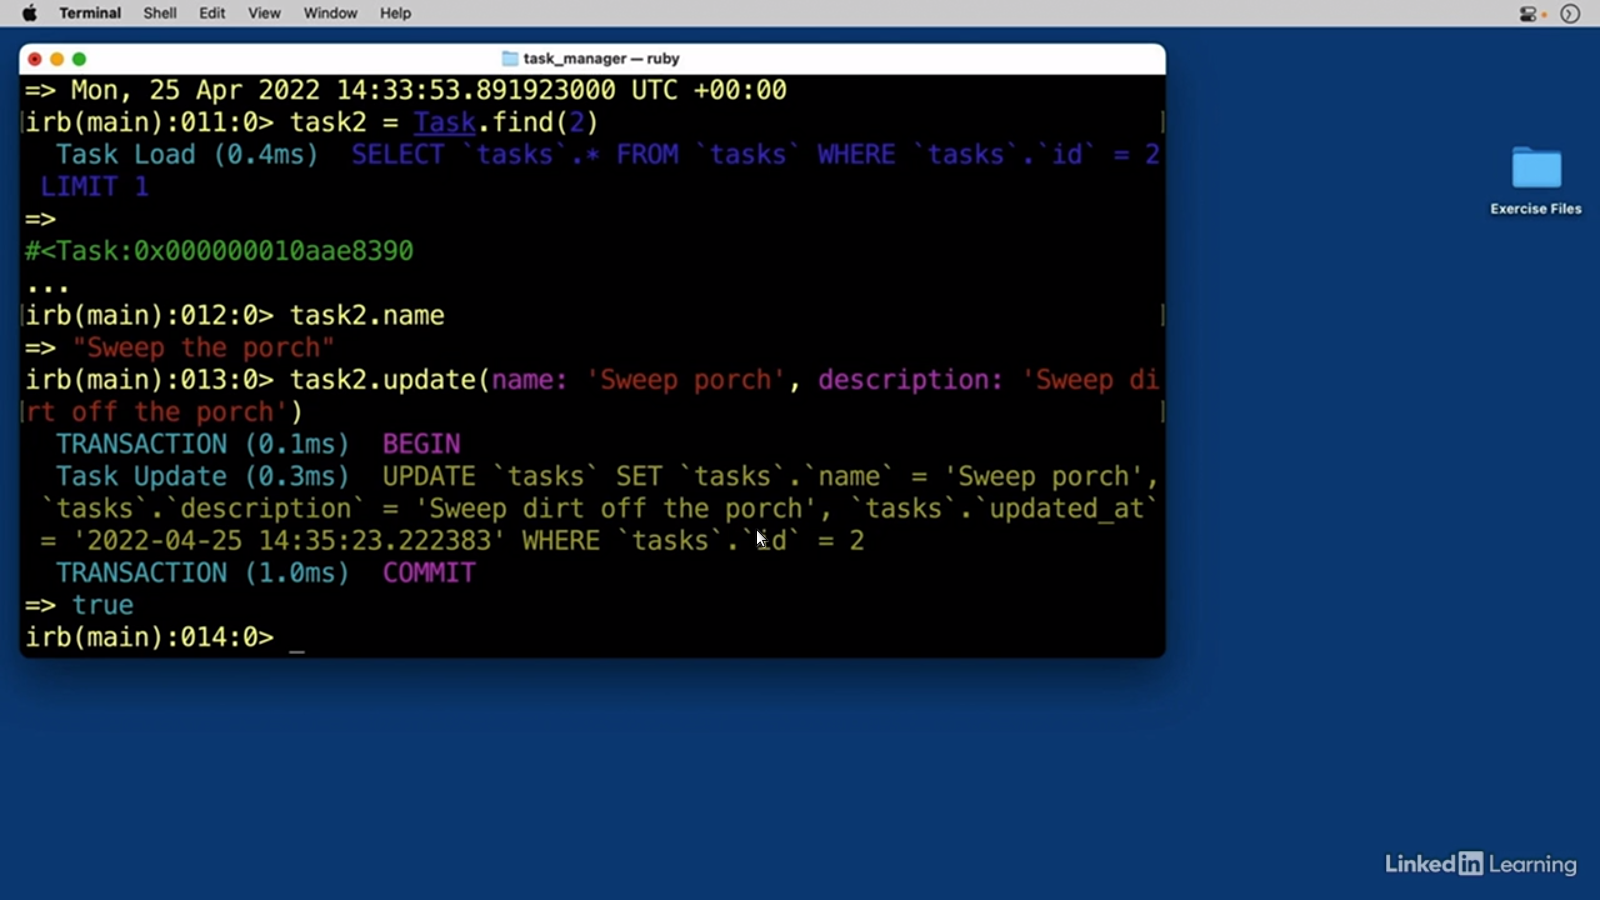 Terminal Shell Edit View Window Help
task_manager — ruby
=> Mon, 25 Apr 2022 14:33:53.891923000 UTC +00:00
irb(main):011:0> task2 = Task.find(2)
Task Load (0.4ms) SELECT `tasks`.* FROM `tasks` WHERE `tasks`.`id` = 2
LIMIT 1
=>
#<Task:0x000000010aae8390
...
irb(main):012:0> task2.name
=> "Sweep the porch"
irb(main):013:0> task2.update(name: 'Sweep porch', description: 'Sweep di
rt off the porch')
TRANSACTION (0.1ms) BEGIN
Task Update (0.3ms) UPDATE `tasks` SET `tasks`.`name` = 'Sweep porch',
`tasks`.`description` = 'Sweep dirt off the porch', `tasks`.`updated_at`
= '2022-04-25 14:35:23.222383' WHERE `tasks`.`id` = 2
TRANSACTION (1.0ms) COMMIT
=> true
irb(main):014:0> _
Exercise Files
LinkedIn Learning